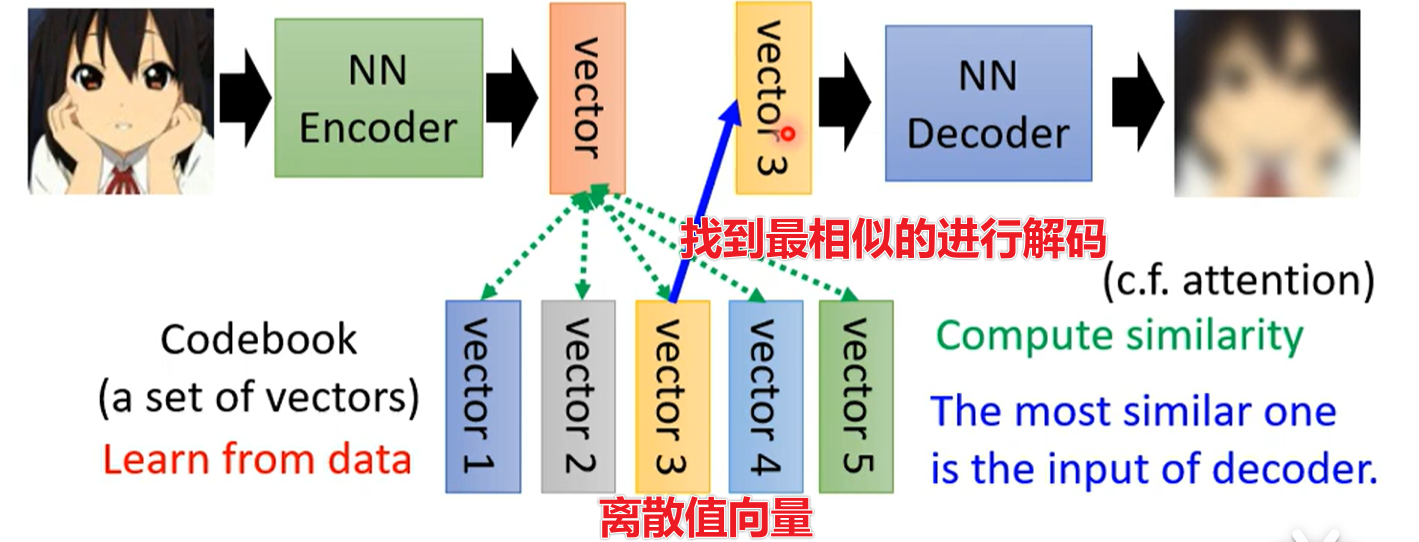 NN
Encoder
vector
vector 3
NN
Decoder
找到最相似的进行解码
(c.f. attention)
Compute similarity
Codebook
(a set of vectors)
Learn from data
vector 1
vector 2
vector 3
vector 4
vector 5
The most similar one
is the input of decoder.
离散值向量